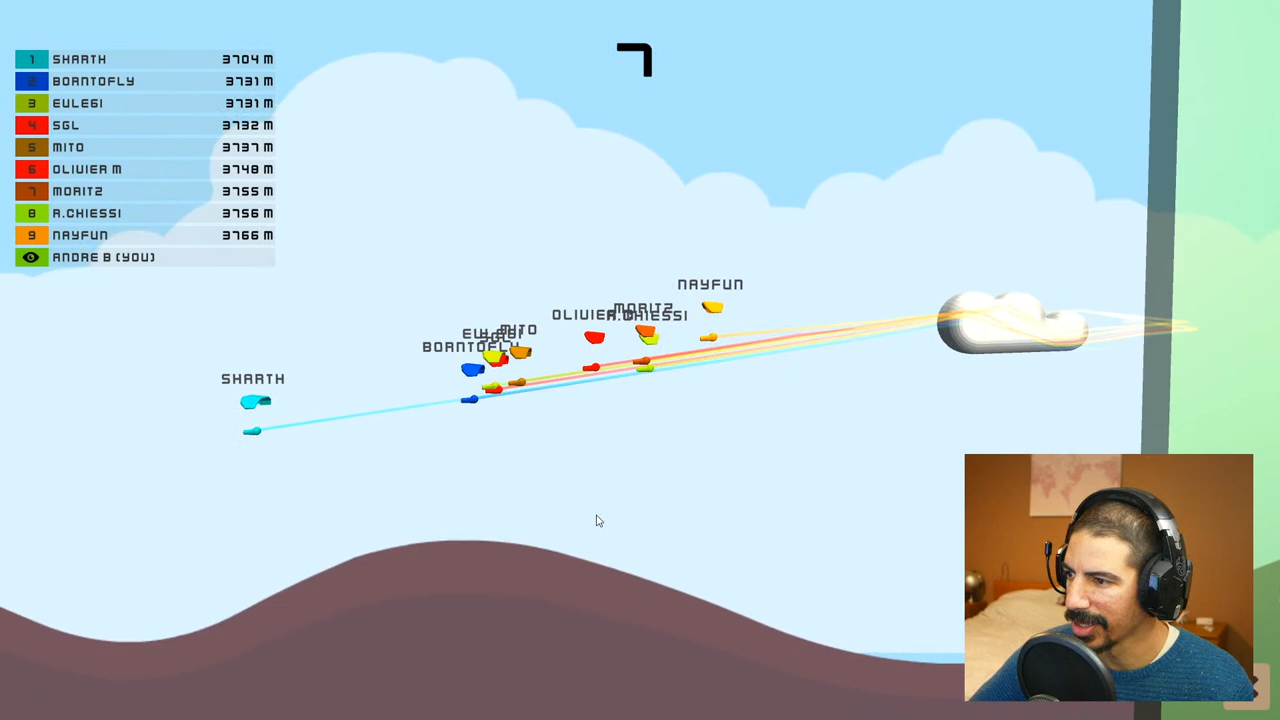 1 SHARTH 3704 M
2 BORNTOFLY 3731 M
3 EULE61 3731 M
4 SGL 3732 M
5 MITO 3737 M
6 OLIVIER M 3748 M
7 MORITZ 3755 M
8 R.CHIESSI 3756 M
9 NAYFUN 3766 M
ANDRE B (YOU)
NAYFUN
MORITZ
OLIVIER
R.CHIESSI
MITO
BORNTOFLY
SHARTH